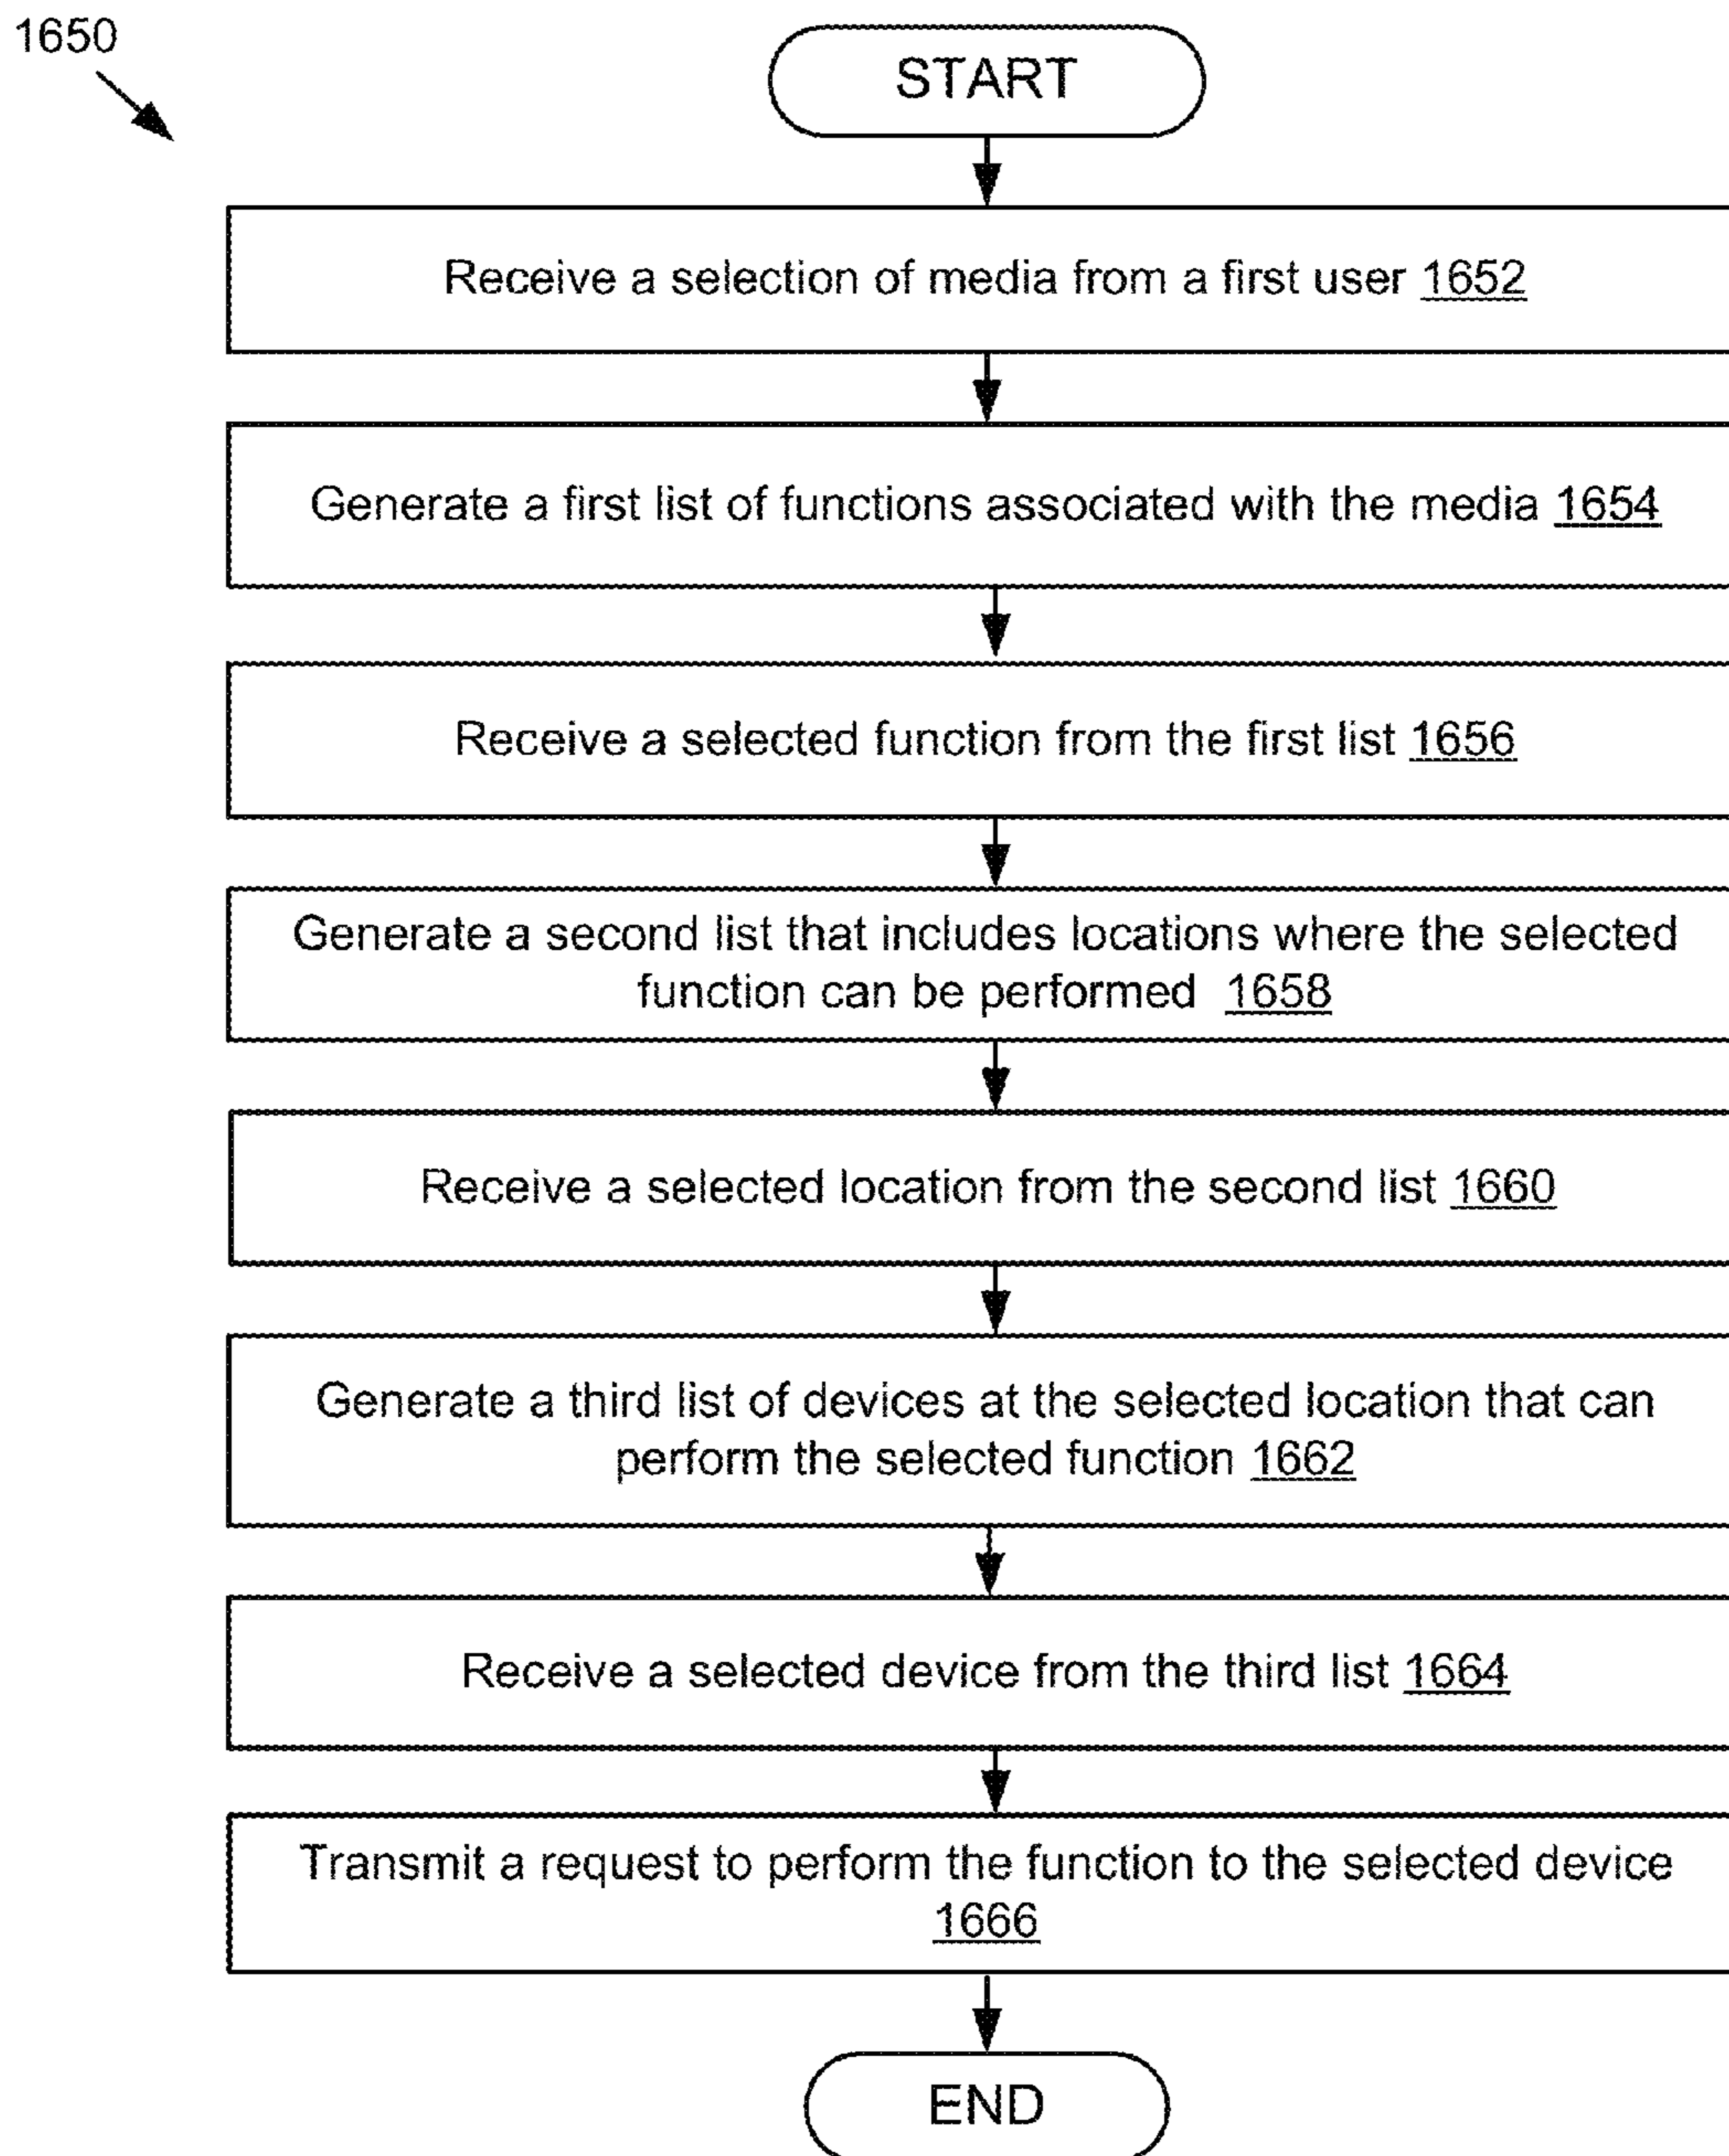 1650
START
Receive a selection of media from a first user 1652
Generate a first list of functions associated with the media 1654
Receive a selected function from the first list 1656
Generate a second list that includes locations where the selected
function can be performed 1658
Receive a selected location from the second list 1660
Generate a third list of devices at the selected location that can
perform the selected function 1662
Receive a selected device from the third list 1664
Transmit a request to perform the function to the selected device
1666
END